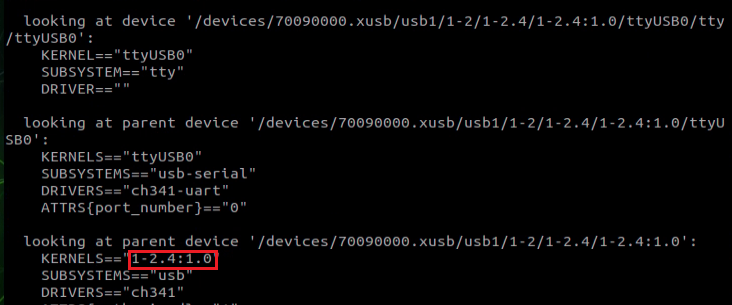 looking at device '/devices/70090000.xusb/usb1/1-2/1-2.4/1-2.4:1.0/ttyUSB0/tty
/ttyUSB0':
KERNEL=="ttyUSB0"
SUBSYSTEM=="tty"
DRIVER==""
looking at parent device '/devices/70090000.xusb/usb1/1-2/1-2.4/1-2.4:1.0/ttyU
SB0':
KERNELS=="ttyUSB0"
SUBSYSTEMS=="usb-serial"
DRIVERS=="ch341-uart"
ATTRS{port_number}=="0"
looking at parent device '/devices/70090000.xusb/usb1/1-2/1-2.4/1-2.4:1.0':
KERNELS=="1-2.4:1.0"
SUBSYSTEMS=="usb"
DRIVERS=="ch341"